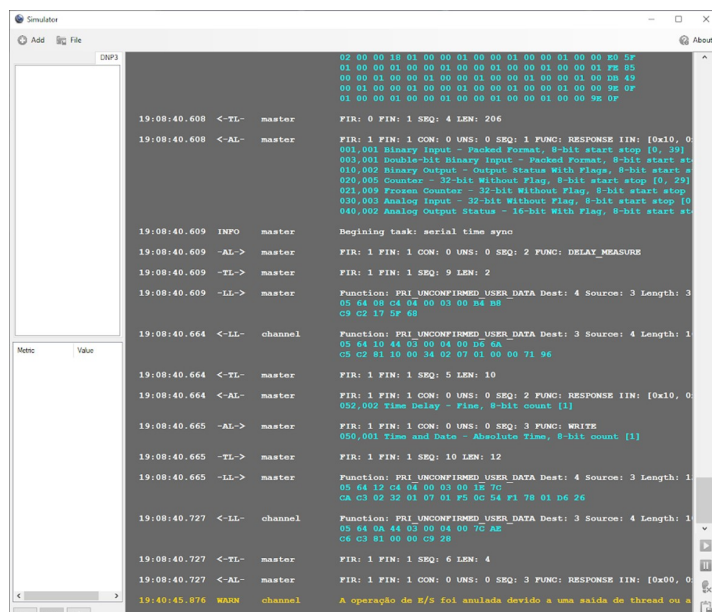 Simulator
Add File About
DNP3
02 00 00 18 01 00 00 01 00 00 01 00 00 01 00 00 E0 5F
01 00 00 01 00 00 01 00 00 01 00 00 01 00 00 01 FE 85
00 00 01 00 00 01 00 00 01 00 00 01 00 00 01 00 DB 49
00 01 00 00 01 00 00 01 00 00 01 00 00 01 00 00 9E 0F
01 00 00 01 00 00 01 00 00 01 00 00 01 00 00 9E 0F
19:08:40.608 <-TL- master FIR: 0 FIN: 1 SEQ: 4 LEN: 206
19:08:40.608 <-AL- master FIR: 1 FIN: 1 CON: 0 UNS: 0 SEQ: 1 FUNC: RESPONSE IIN: [0x10, 0
001,001 Binary Input - Packed Format, 8-bit start stop [0, 39]
003,001 Double-bit Binary Input - Packed Format, 8-bit start st
010,002 Binary Output - Output Status With Flags, 8-bit start s
020,005 Counter - 32-bit Without Flag, 8-bit start stop [0, 29]
021,009 Frozen Counter - 32-bit Without Flag, 8-bit start stop
030,003 Analog Input - 32-bit Without Flag, 8-bit start stop [0
040,002 Analog Output Status - 16-bit With Flag, 8-bit start st
19:08:40.609 INFO master Begining task: serial time sync
19:08:40.609 -AL-> master FIR: 1 FIN: 1 CON: 0 UNS: 0 SEQ: 2 FUNC: DELAY_MEASURE
19:08:40.609 -TL-> master FIR: 1 FIN: 1 SEQ: 9 LEN: 2
19:08:40.609 -LL-> master Function: PRI_UNCONFIRMED_USER_DATA Dest: 4 Source: 3 Length: 3
05 64 08 C4 04 00 03 00 B4 B8
C9 C2 17 5F 68
19:08:40.664 <-LL- channel Function: PRI_UNCONFIRMED_USER_DATA Dest: 3 Source: 4 Length: 1
05 64 10 44 03 00 04 00 D6 6A
C5 C2 81 10 00 34 02 07 01 00 00 71 96
Metric Value
19:08:40.664 <-TL- master FIR: 1 FIN: 1 SEQ: 5 LEN: 10
19:08:40.664 <-AL- master FIR: 1 FIN: 1 CON: 0 UNS: 0 SEQ: 2 FUNC: RESPONSE IIN: [0x10, 0
052,002 Time Delay - Fine, 8-bit count [1]
19:08:40.665 -AL-> master FIR: 1 FIN: 1 CON: 0 UNS: 0 SEQ: 3 FUNC: WRITE
050,001 Time and Date - Absolute Time, 8-bit count [1]
19:08:40.665 -TL-> master FIR: 1 FIN: 1 SEQ: 10 LEN: 12
19:08:40.665 -LL-> master Function: PRI_UNCONFIRMED_USER_DATA Dest: 4 Source: 3 Length: 1
05 64 12 C4 04 00 03 00 1E 7C
CA C3 02 32 01 07 01 F5 0C 54 F1 78 01 D6 26
19:08:40.727 <-LL- channel Function: PRI_UNCONFIRMED_USER_DATA Dest: 3 Source: 4 Length: 1
05 64 0A 44 03 00 04 00 7C AE
C6 C3 81 00 00 C9 28
19:08:40.727 <-TL- master FIR: 1 FIN: 1 SEQ: 6 LEN: 4
19:08:40.727 <-AL- master FIR: 1 FIN: 1 CON: 0 UNS: 0 SEQ: 3 FUNC: RESPONSE IIN: [0x00, 0
19:40:45.876 WARN channel A operação de E/S foi anulada devido a uma saída de thread ou a